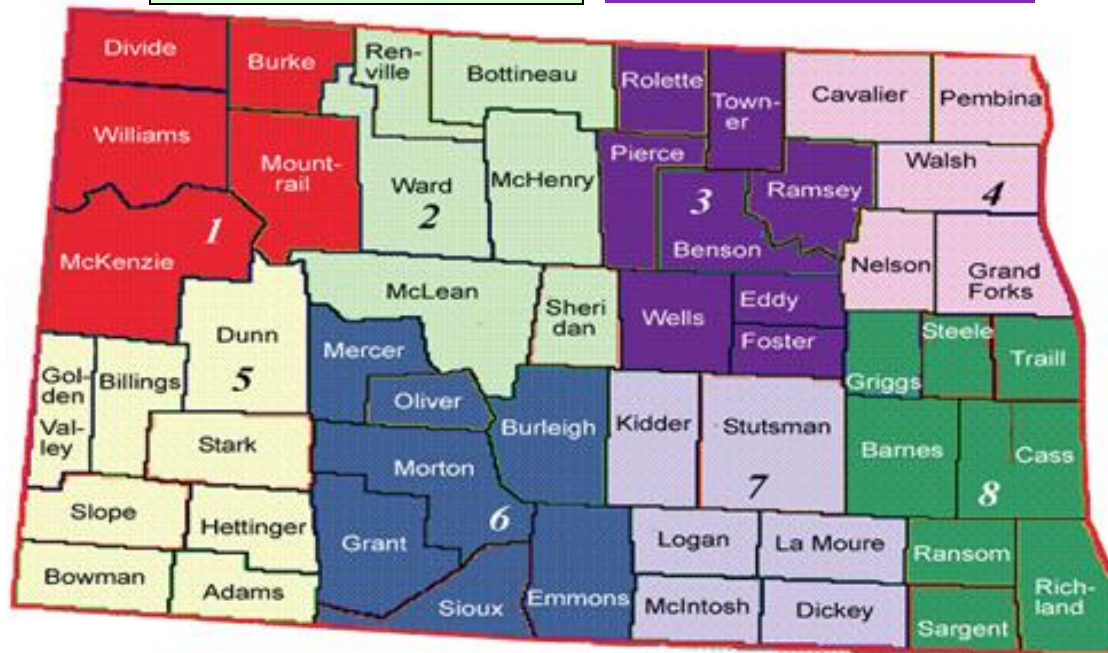 Divide
Burke
Ren-
ville
Bottineau
Rolette
Town-
er
Cavalier
Pembina
Williams
Mount-
rail
Ward
2
McHenry
Pierce
3
Ramsey
Benson
Walsh
4
McKenzie
1
Nelson
Grand
Forks
McLean
Sheri
dan
Wells
Eddy
Foster
Steele
Traill
Griggs
Dunn
5
Mercer
Oliver
Gol-
den
Val-
ley
Billings
Stark
Burleigh
Kidder
Stutsman
7
Barnes
Cass
8
Morton
6
Slope
Hettinger
Grant
Logan
La Moure
Ransom
Rich-
land
Bowman
Adams
Sioux
Emmons
McIntosh
Dickey
Sargent